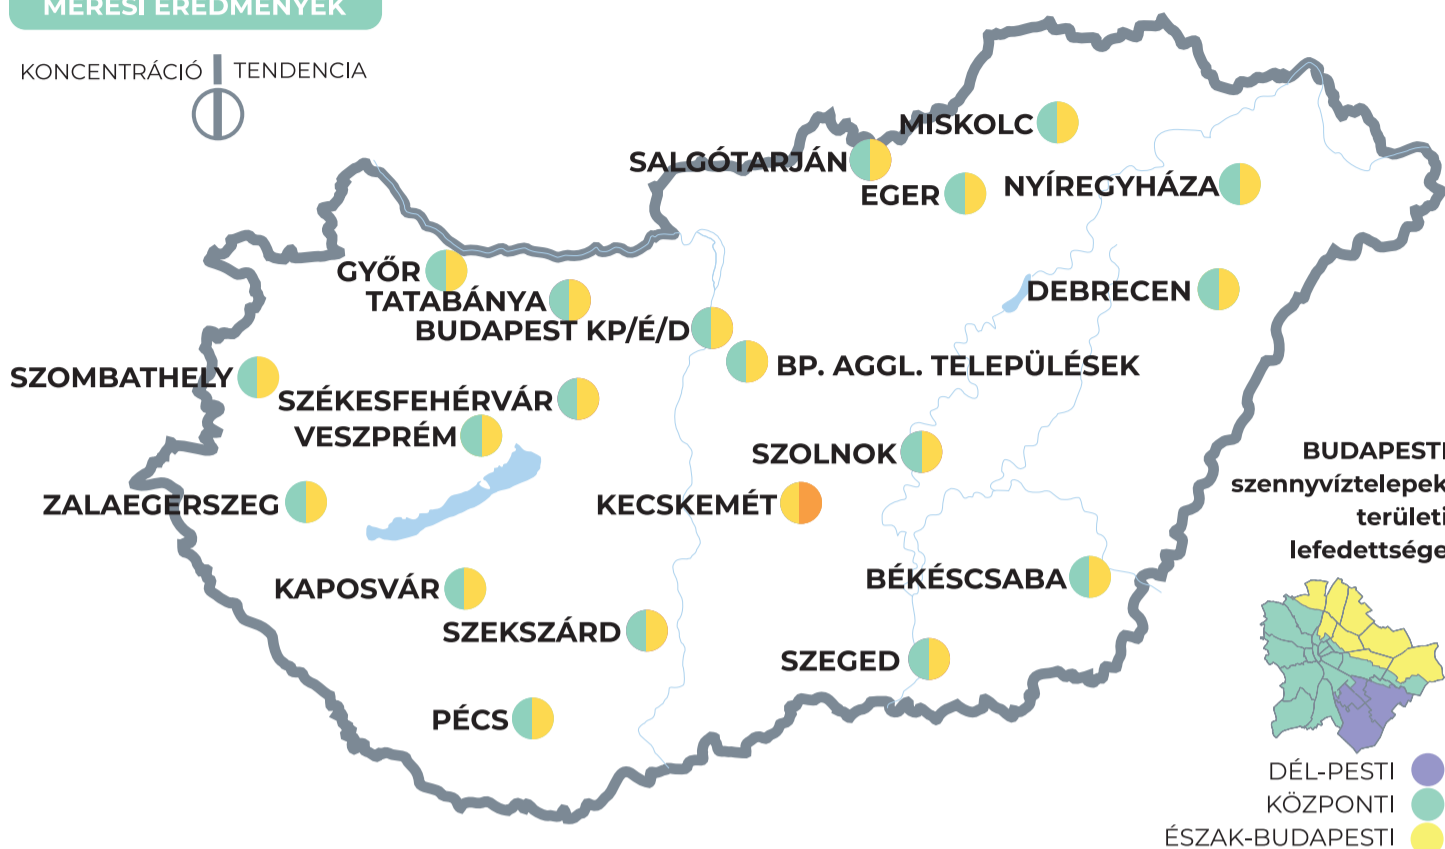 MÉRÉSI EREDMÉNYEK
KONCENTRÁCIÓ TENDENCIA
MISKOLC
SALGÓTARJÁN
EGER
NYÍREGYHÁZA
GYŐR
TATABÁNYA
DEBRECEN
BUDAPEST KP/É/D
BP. AGGL. TELEPÜLÉSEK
SZOMBATHELY
SZÉKESFEHÉRVÁR
VESZPRÉM
SZOLNOK
ZALAEGERSZEG
KECSKEMÉT
BUDAPESTI
szennyvíztelepek
területi
lefedettsége
KAPOSVÁR
BÉKÉSCSABA
SZEKSZÁRD
SZEGED
PÉCS
DÉL-PESTI
KÖZPONTI
ÉSZAK-BUDAPESTI